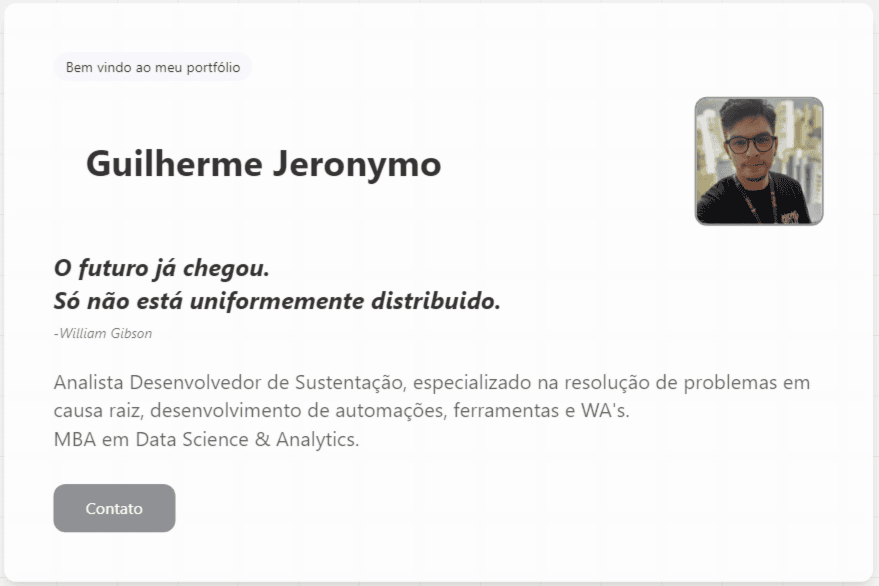 Bem vindo ao meu portfólio
Guilherme Jeronymo
O futuro já chegou.
Só não está uniformemente distribuido.
-William Gibson
Analista Desenvolvedor de Sustentação, especializado na resolução de problemas em
causa raiz, desenvolvimento de automações, ferramentas e WA's.
MBA em Data Science & Analytics.
Contato